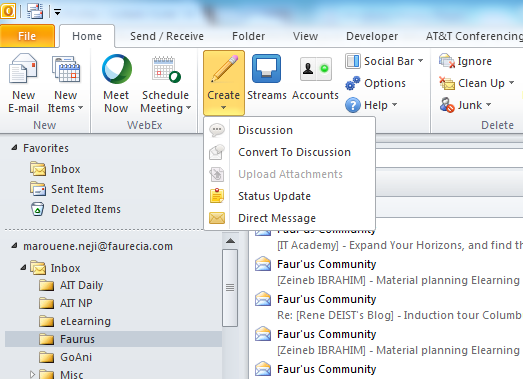 File Home Send / Receive Folder View Developer AT&T Conferencing
New E-mail
New Items
New
Meet Now
Schedule Meeting
WebEx
Create
Streams
Accounts
Social Bar
Options
Help
Ignore
Clean Up
Junk
Delete
Discussion
Convert To Discussion
Upload Attachments
Status Update
Direct Message
Favorites
Inbox
Sent Items
Deleted Items
marouene.neji@faurecia.com
Inbox
AIT Daily
AIT NP
eLearning
Faurus
GoAni
Misc
Faur'us Community
[IT Academy] - Expand Your Horizons, and find th
Faur'us Community
[Zeineb IBRAHIM] - Material planning Elearning
Faur'us Community
Re: [Rene DEIST's Blog] - Induction tour Columb
Faur'us Community
[Zeineb IBRAHIM] - Material planning Elearning
Faur'us Community